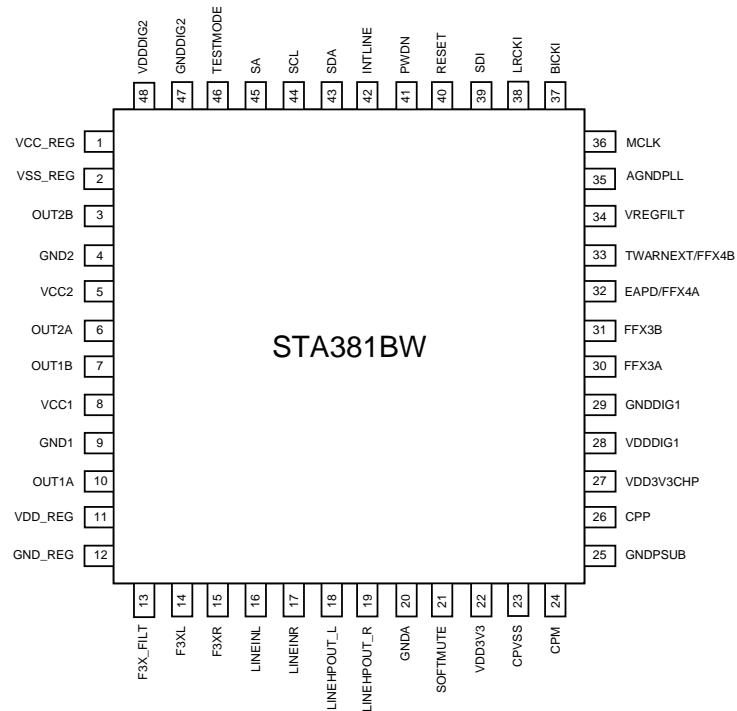 VDDDIG2
GNDDIG2
TESTMODE
SA
SCL
SDA
INTLINE
PWDN
RESET
SDI
LRCKI
BICKI
48
47
46
45
44
43
42
41
40
39
38
37
VCC_REG 1
VSS_REG 2
OUT2B 3
GND2 4
VCC2 5
OUT2A 6
OUT1B 7
VCC1 8
GND1 9
OUT1A 10
VDD_REG 11
GND_REG 12
STA381BW
36 MCLK
35 AGNDPLL
34 VREGFILT
33 TWARNEXT/FFX4B
32 EAPD/FFX4A
31 FFX3B
30 FFX3A
29 GNDDIG1
28 VDDDIG1
27 VDD3V3CHP
26 CPP
25 GNDPSUB
13
14
15
16
17
18
19
20
21
22
23
24
F3X_FILT
F3XL
F3XR
LINEINL
LINEINR
LINEHPOUT_L
LINEHPOUT_R
GNDA
SOFTMUTE
VDD3V3
CPVSS
CPM